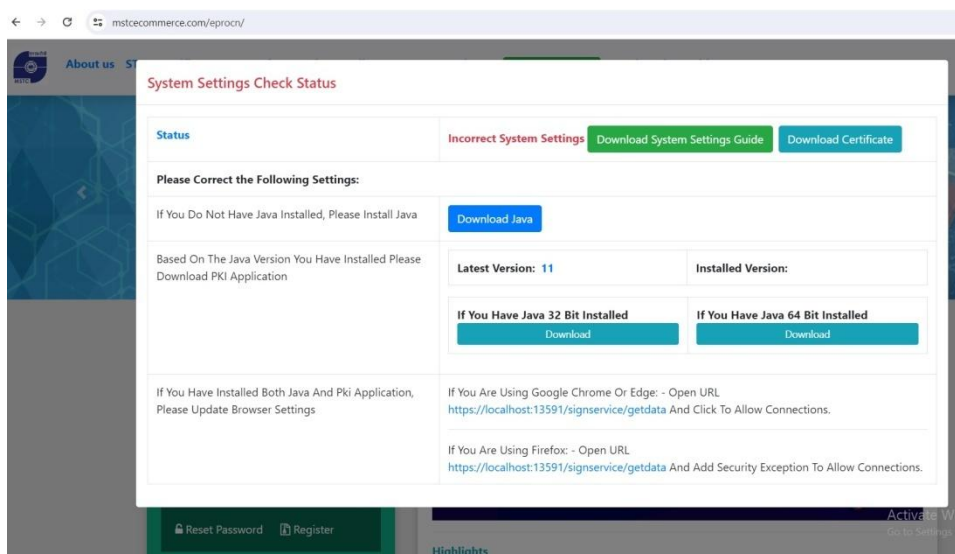 mstcecommerce.com/eprocn/
MSTC
About us
System Settings Check Status
Status
Incorrect System Settings
Download System Settings Guide
Download Certificate
Please Correct the Following Settings:
If You Do Not Have Java Installed, Please Install Java
Download Java
Based On The Java Version You Have Installed Please
Download PKI Application
Latest Version: 11
Installed Version:
If You Have Java 32 Bit Installed
Download
If You Have Java 64 Bit Installed
Download
If You Have Installed Both Java And Pki Application,
Please Update Browser Settings
If You Are Using Google Chrome Or Edge: - Open URL
https://localhost:13591/signservice/getdata And Click To Allow Connections.
If You Are Using Firefox: - Open URL
https://localhost:13591/signservice/getdata And Add Security Exception To Allow Connections.
Reset Password
Register
Activate W
Go to Settings
Highlights